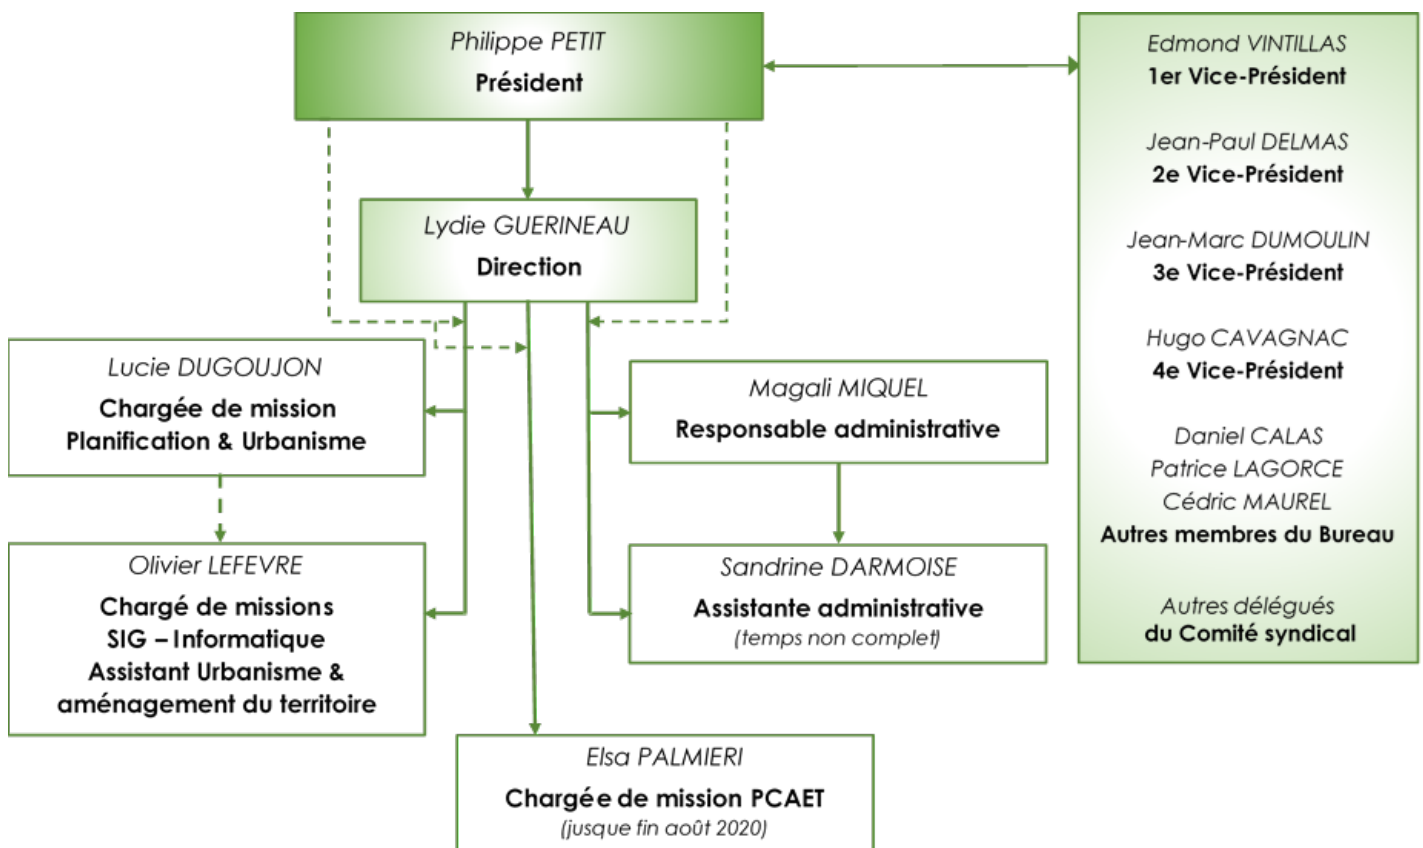 Philippe PETIT
Président
Lydie GUERINEAU
Direction
Lucie DUGOUJON
Chargée de mission
Planification & Urbanisme
Olivier LEFEVRE
Chargé de missions
SIG – Informatique
Assistant Urbanisme &
aménagement du territoire
Magali MIQUEL
Responsable administrative
Sandrine DARMOISE
Assistante administrative
(temps non complet)
Elsa PALMIERI
Chargée de mission PCAET
(jusque fin août 2020)
Edmond VINTILLAS
1er Vice-Président
Jean-Paul DELMAS
2e Vice-Président
Jean-Marc DUMOULIN
3e Vice-Président
Hugo CAVAGNAC
4e Vice-Président
Daniel CALAS
Patrice LAGORCE
Cédric MAUREL
Autres membres du Bureau
Autres délégués
du Comité syndical